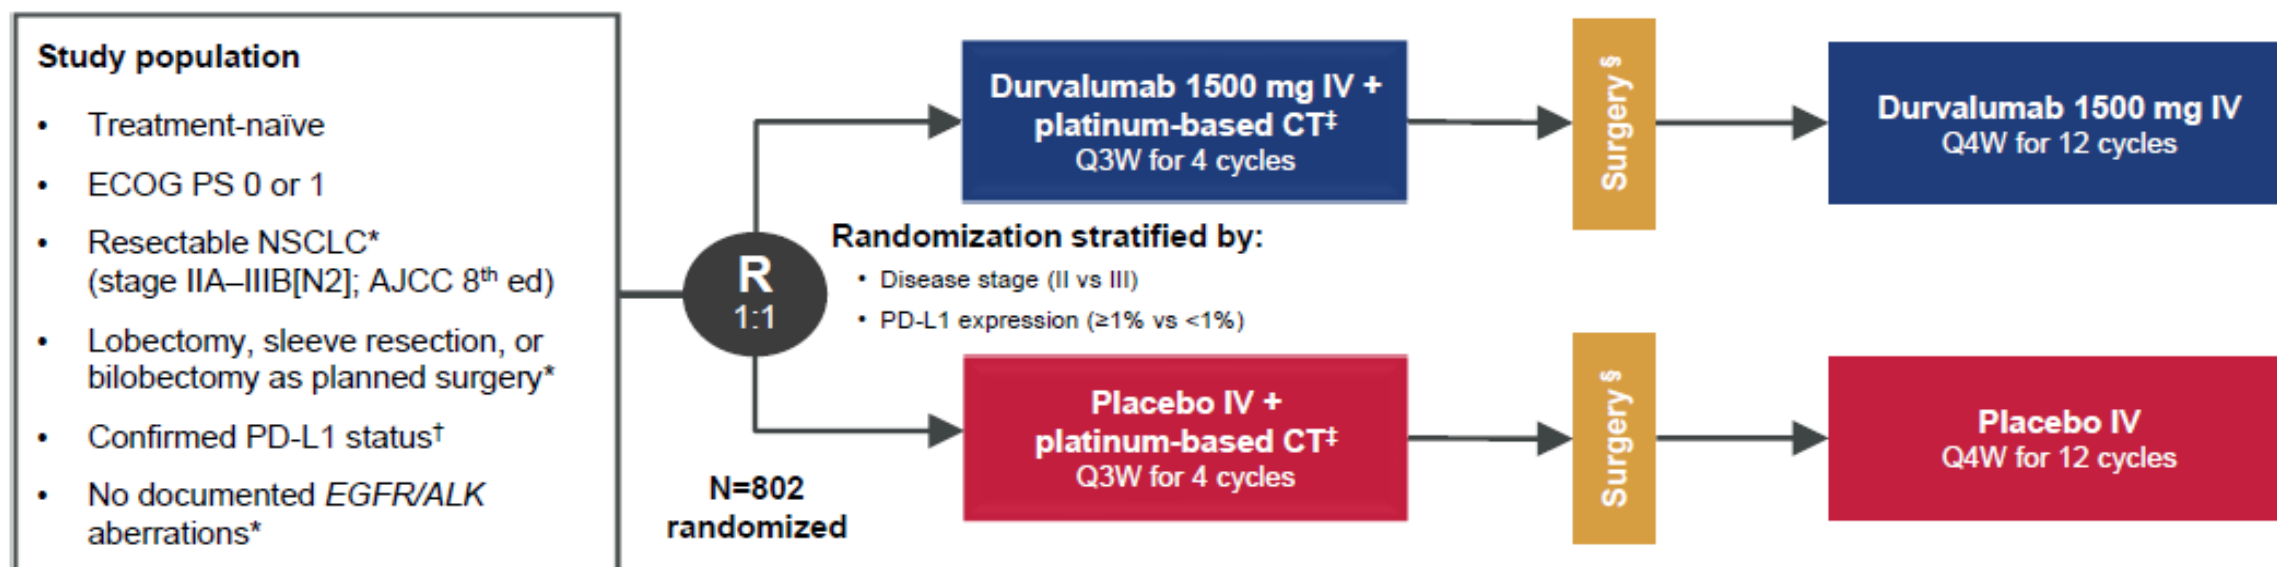 Study population
• Treatment-naïve
• ECOG PS 0 or 1
• Resectable NSCLC*
(stage IIA–IIIB[N2]; AJCC 8th ed)
• Lobectomy, sleeve resection, or
bilobectomy as planned surgery*
• Confirmed PD-L1 status†
• No documented EGFR/ALK
aberrations*
R
1:1
N=802
randomized
Randomization stratified by:
• Disease stage (II vs III)
• PD-L1 expression (≥1% vs <1%)
Durvalumab 1500 mg IV +
platinum-based CT‡
Q3W for 4 cycles
Surgery§
Durvalumab 1500 mg IV
Q4W for 12 cycles
Placebo IV +
platinum-based CT‡
Q3W for 4 cycles
Surgery§
Placebo IV
Q4W for 12 cycles